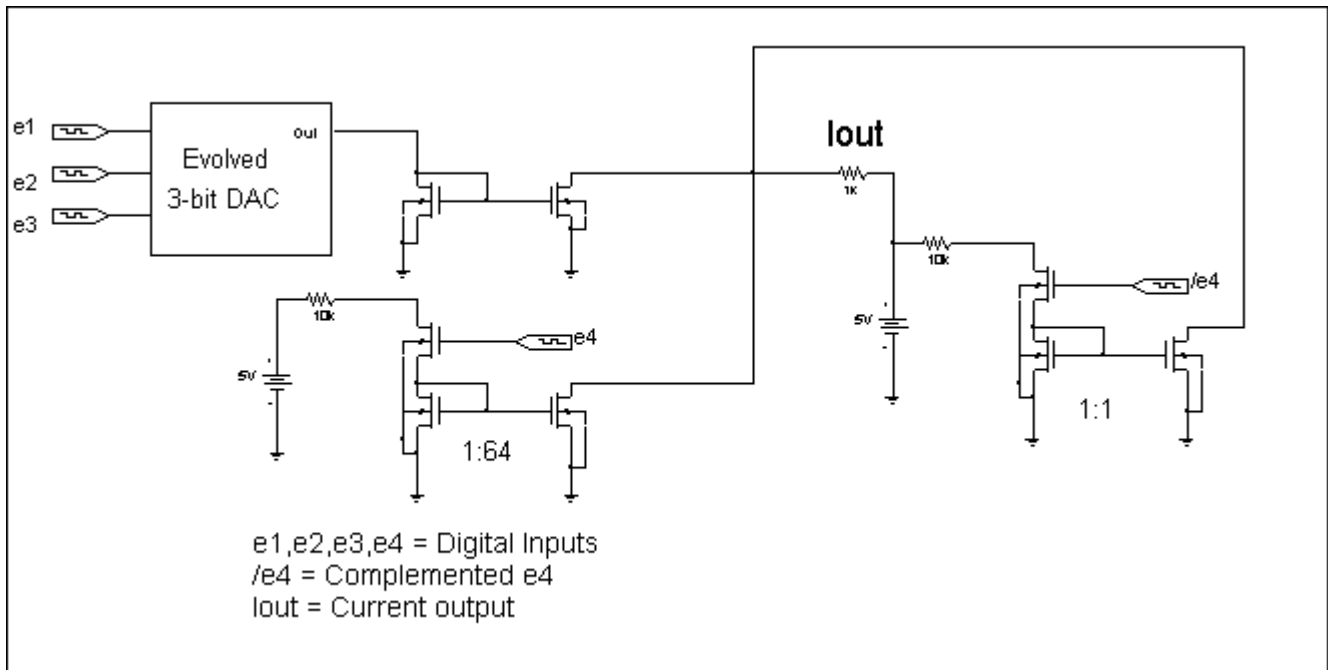 e1
e2
e3
Evolved
3-bit DAC
out
Iout
1k
10k
/e4
5V
1:1
10k
e4
5V
1:64
e1,e2,e3,e4 = Digital Inputs
/e4 = Complemented e4
Iout = Current output